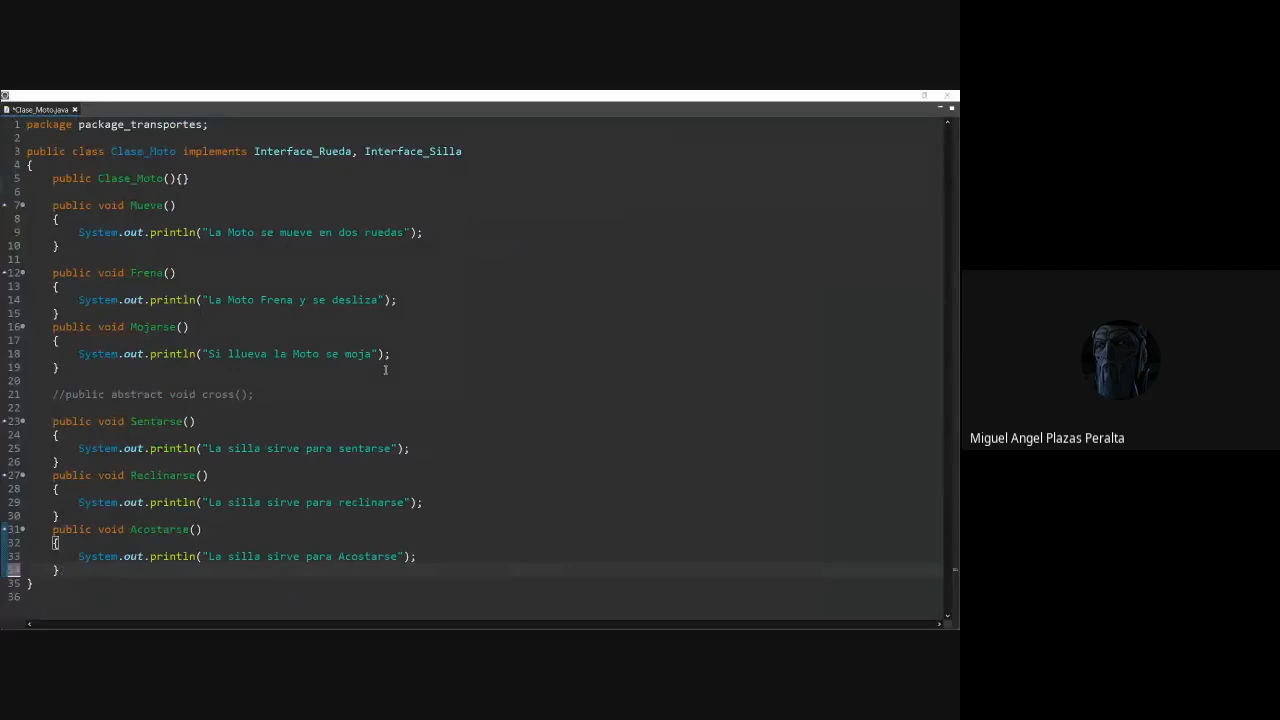 *Clase_Moto.java
1 package package_transportes;
2
3 public class Clase_Moto implements Interface_Rueda, Interface_Silla
4 {
5 public Clase_Moto(){}
6
7 public void Mueve()
8 {
9 System.out.println("La Moto se mueve en dos ruedas");
10 }
11
12 public void Frena()
13 {
14 System.out.println("La Moto Frena y se desliza");
15 }
16 public void Mojarse()
17 {
18 System.out.println("Si llueva la Moto se moja");
19 }
20
21 //public abstract void cross();
22
23 public void Sentarse()
24 {
25 System.out.println("La silla sirve para sentarse");
26 }
27 public void Reclinarse()
28 {
29 System.out.println("La silla sirve para reclinarse");
30 }
31 public void Acostarse()
32 {
33 System.out.println("La silla sirve para Acostarse");
}
35 }
36
Miguel Angel Plazas Peralta